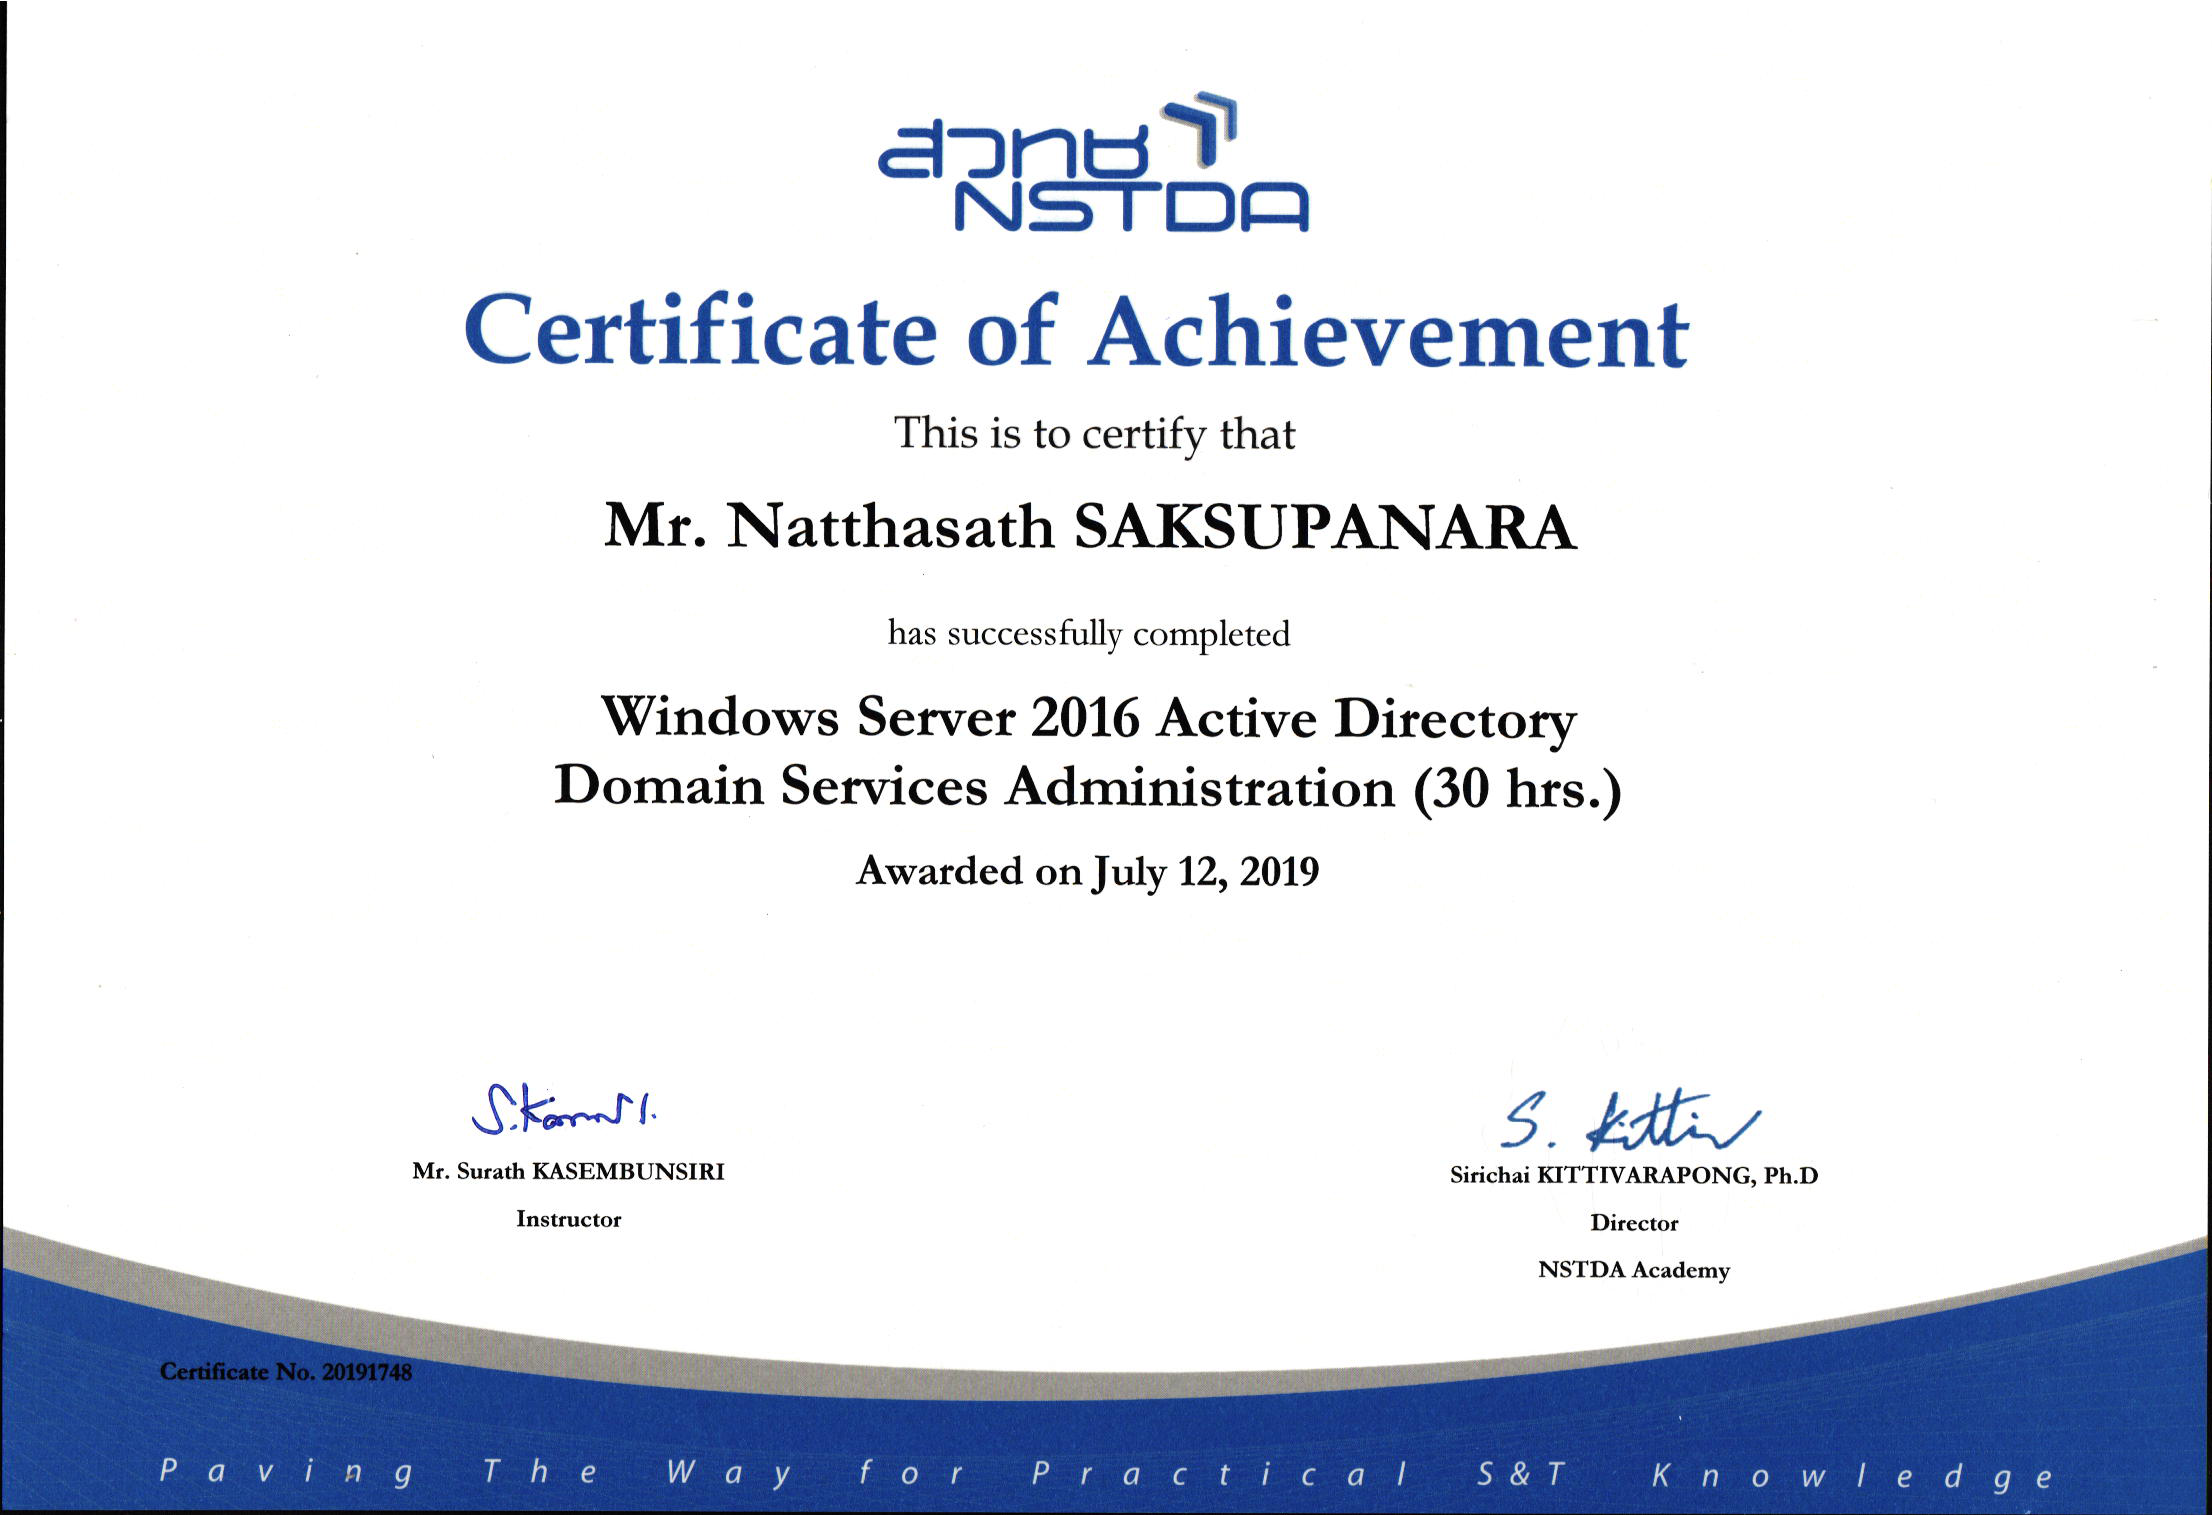 สวทช
NSTDA
Certificate of Achievement
This is to certify that
Mr. Natthasath SAKSUPANARA
has successfully completed
Windows Server 2016 Active Directory
Domain Services Administration (30 hrs.)
Awarded on July 12, 2019
S. Kittiv
Mr. Surath KASEMBUNSIRI
Instructor
Sirichai KITTIVARAPONG, Ph.D
Director
NSTDA Academy
Certificate No. 20191748
Paving The Way for Practical S&T Knowledge